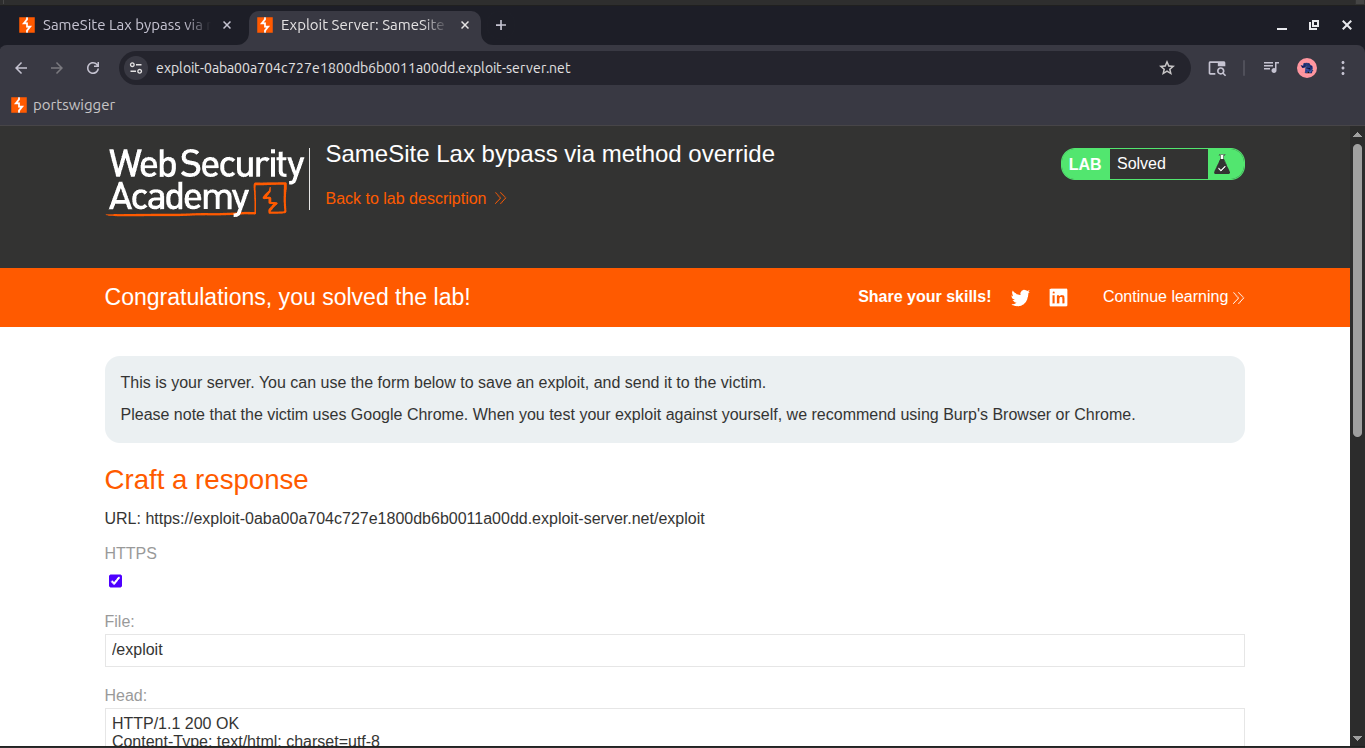 SameSite Lax bypass via
Exploit Server: SameSite
exploit-0aba00a704c727e1800db6b0011a00dd.exploit-server.net
portswigger
WebSecurity
Academy
SameSite Lax bypass via method override
Back to lab description
LAB Solved
Congratulations, you solved the lab!
Share your skills!
Continue learning
This is your server. You can use the form below to save an exploit, and send it to the victim.
Please note that the victim uses Google Chrome. When you test your exploit against yourself, we recommend using Burp's Browser or Chrome.
Craft a response
URL: https://exploit-0aba00a704c727e1800db6b0011a00dd.exploit-server.net/exploit
HTTPS
File:
/exploit
Head:
HTTP/1.1 200 OK
Content-Type: text/html; charset=utf-8